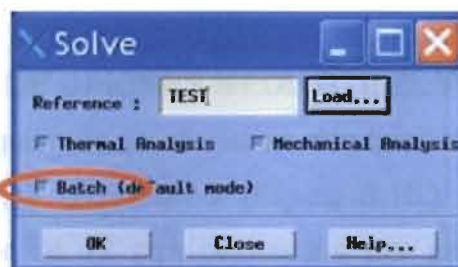 Solve
Reference : TEST Load...
Thermal Analysis Mechanical Analysis
Batch (default mode)
OK Close Help...